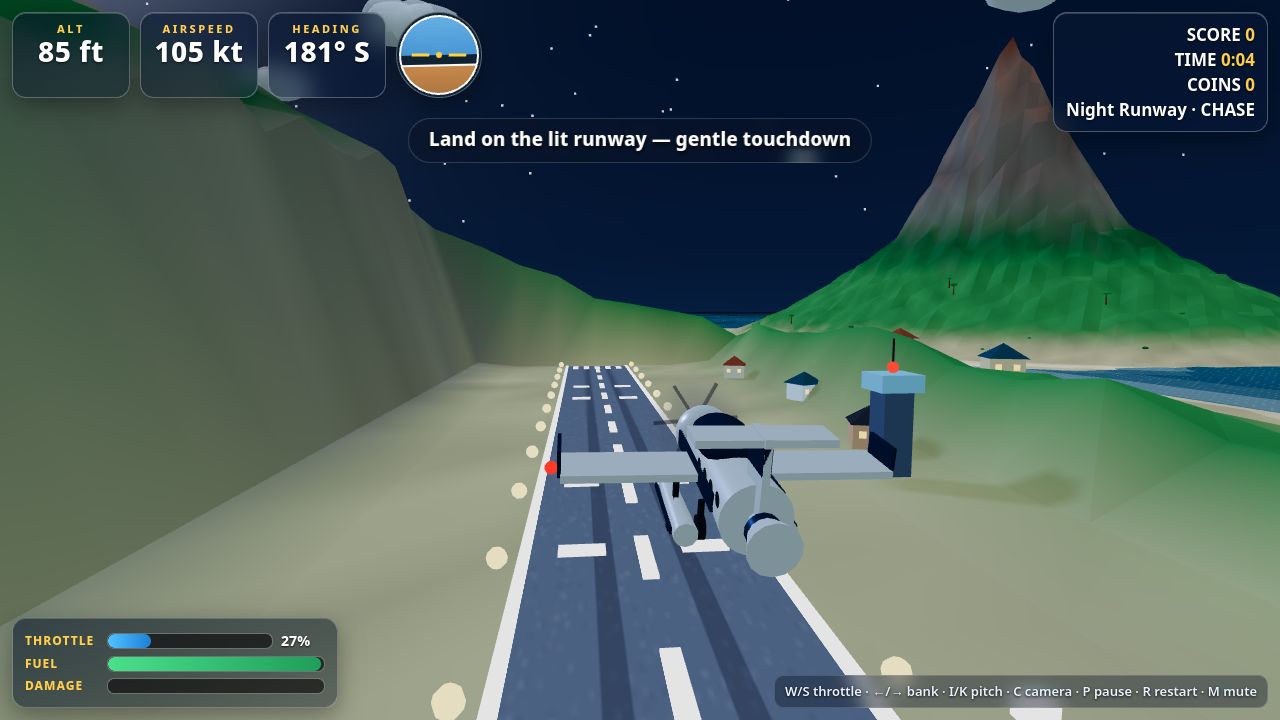 ALT
85 ft
AIRSPEED
105 kt
HEADING
181° S
SCORE 0
TIME 0:04
COINS 0
Night Runway · CHASE
Land on the lit runway — gentle touchdown
THROTTLE 27%
FUEL
DAMAGE
W/S throttle · ←/→ bank · I/K pitch · C camera · P pause · R restart · M mute